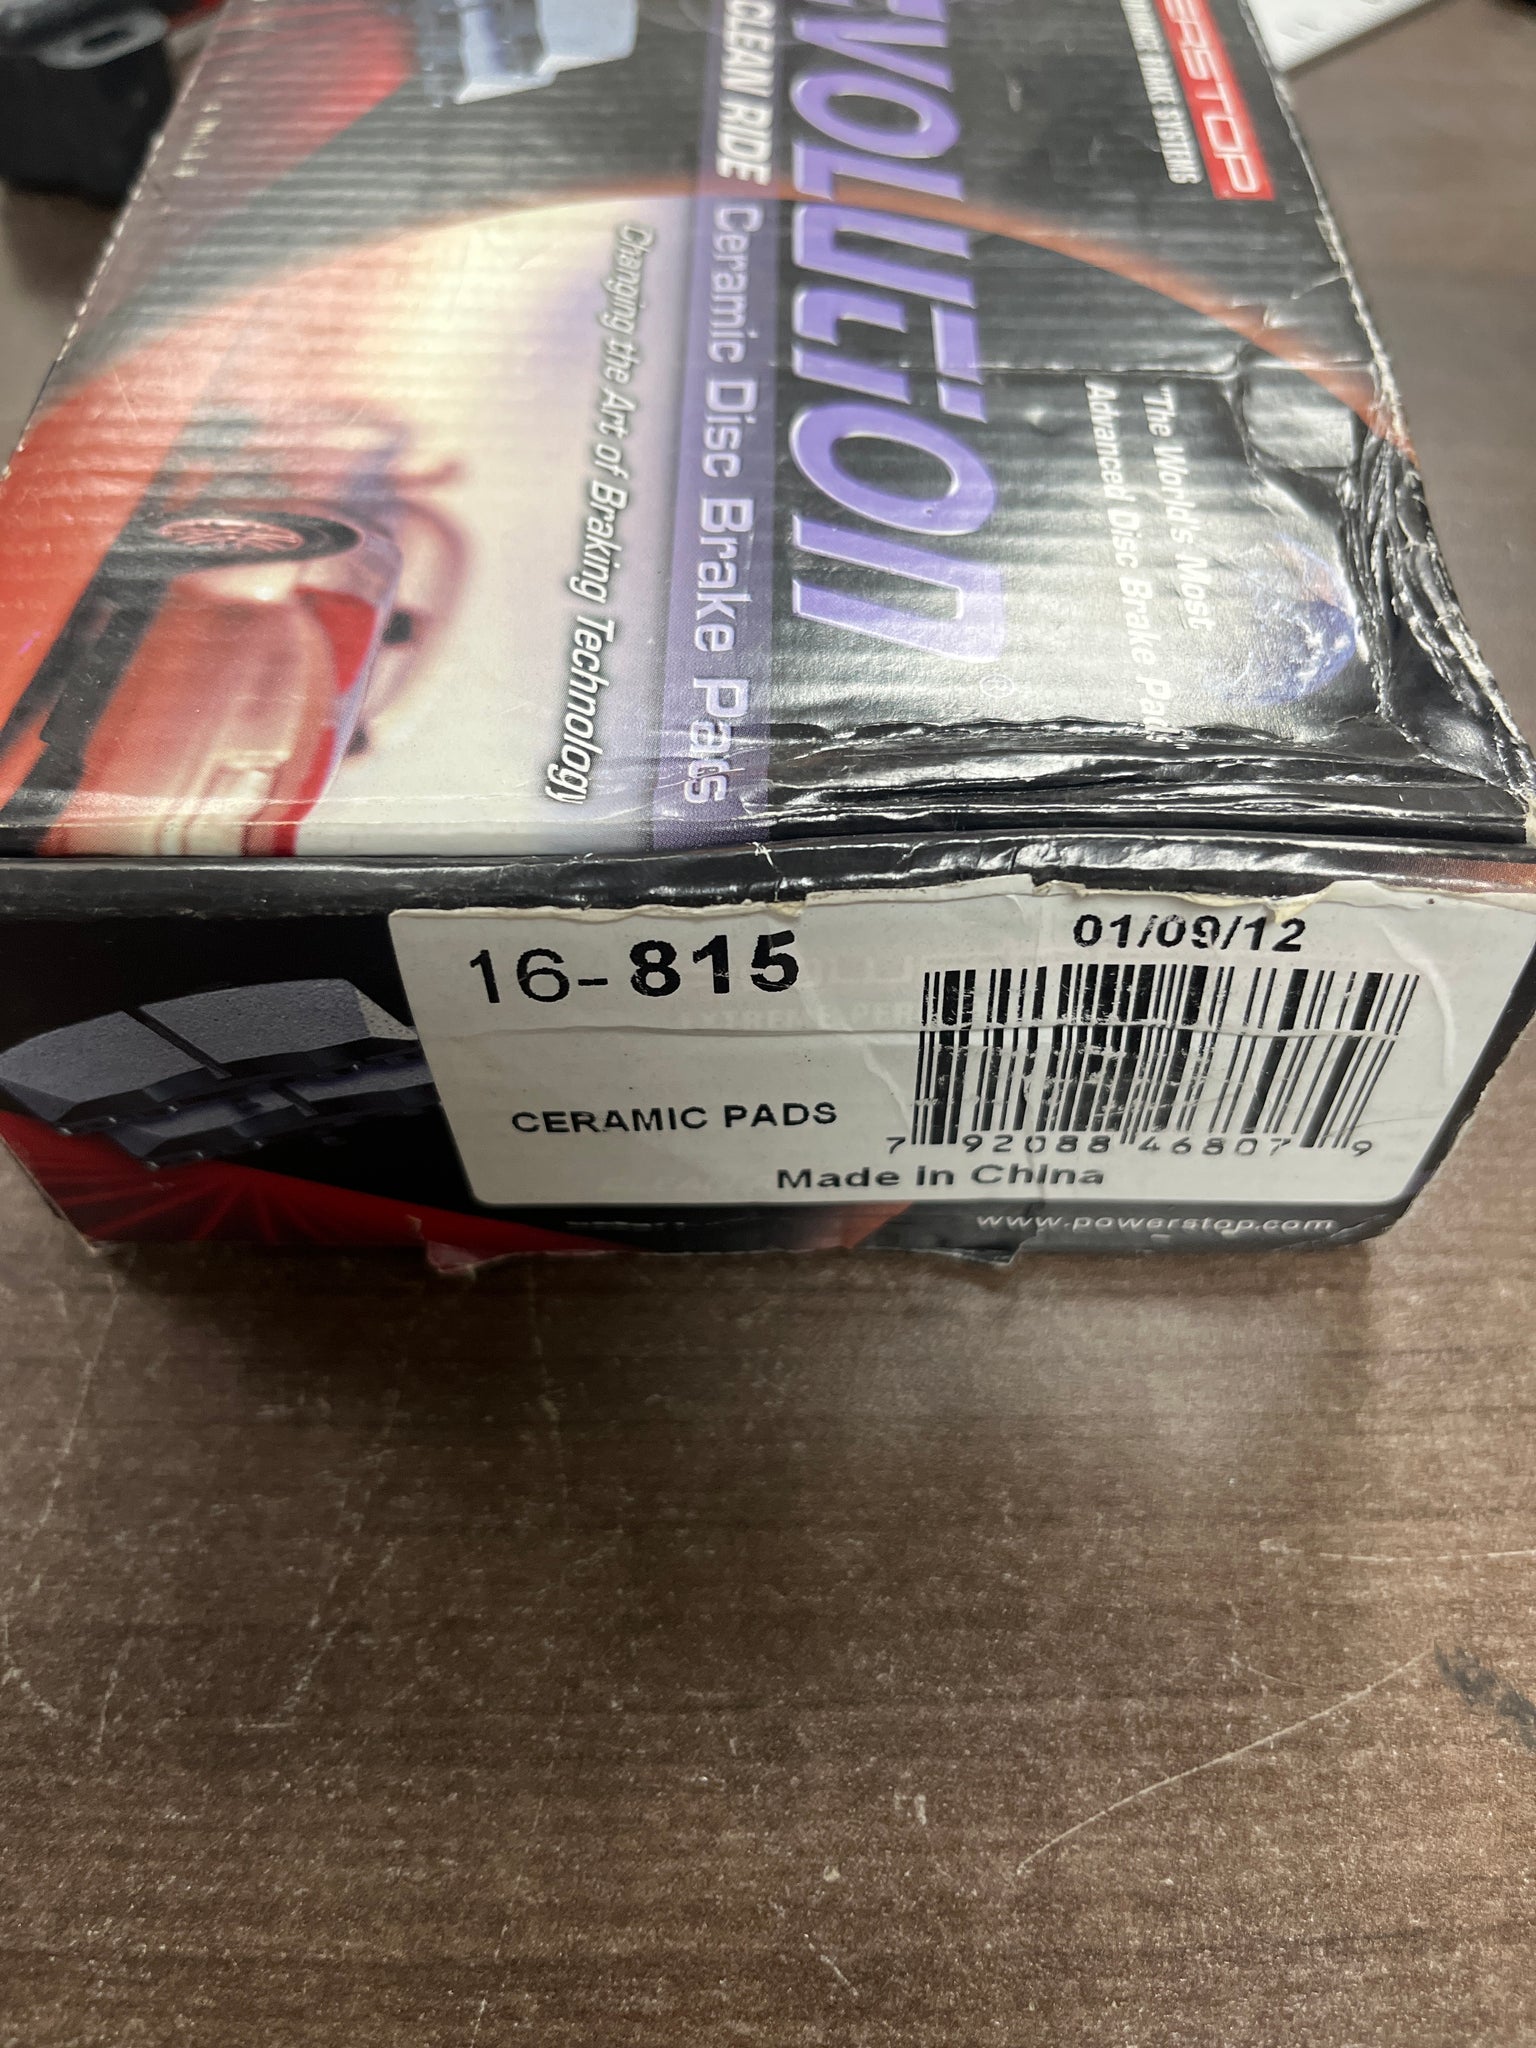 ERSTOP
BRAKE SYSTEMS
"The World's Most
Advanced Disc Brake Pads"
EVOLUTION®
CLEAN RIDE Ceramic Disc Brake Pads
Changing the Art of Braking Technology
16-815
01/09/12
CERAMIC PADS
7 92088 46807 9
Made in China
www.powerstop.com